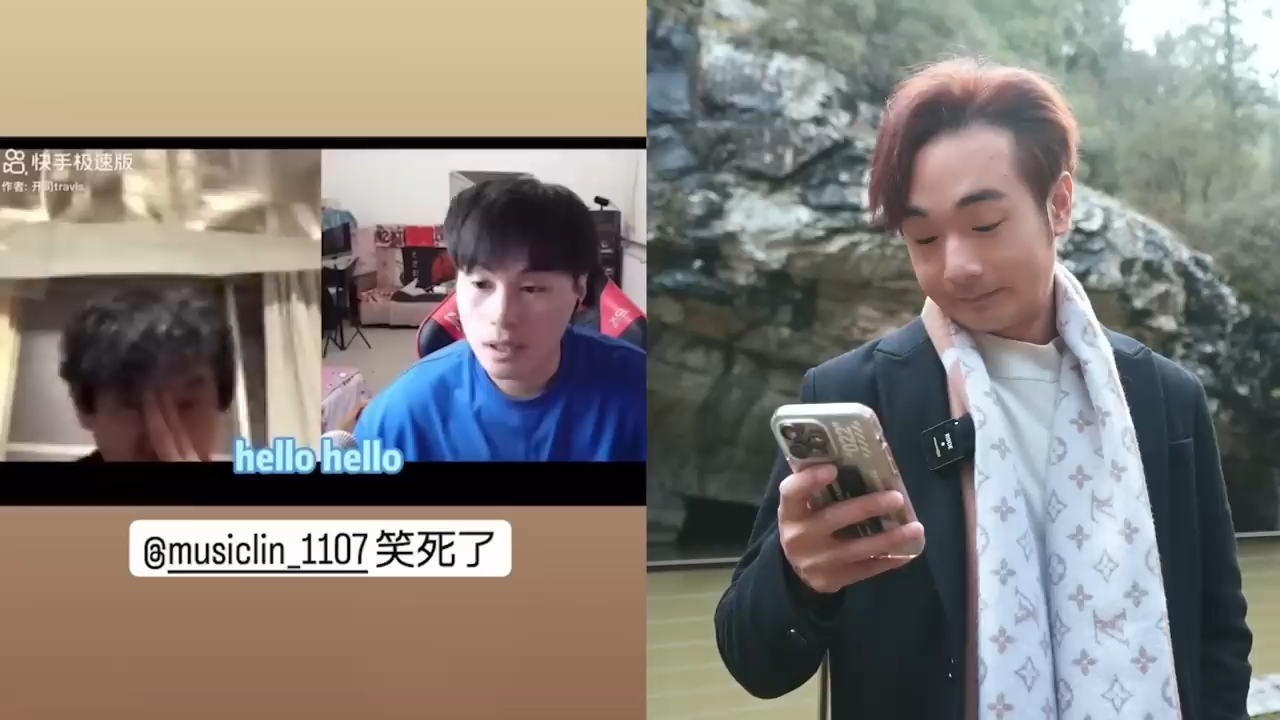 快手极速版
作者: 开司travis
hello hello
@musiclin_1107 笑死了